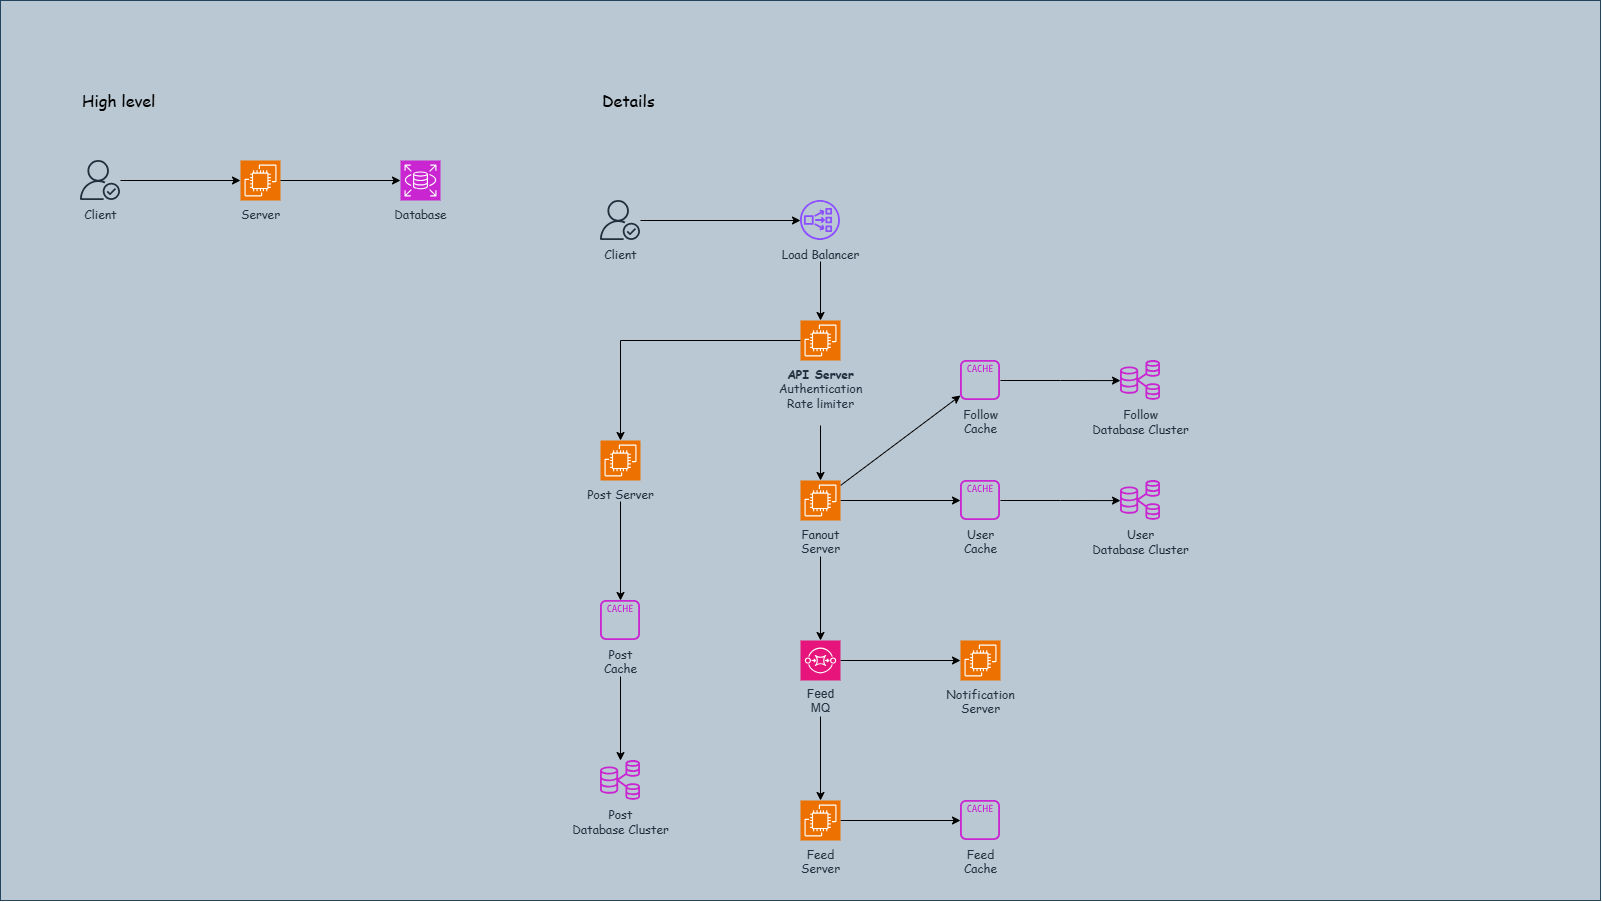 High level
Details
Client
Server
Database
Client
Load Balancer
API Server
Authentication
Rate limiter
CACHE
Follow
Cache
Follow
Database Cluster
Post Server
Fanout
Server
CACHE
User
Cache
User
Database Cluster
CACHE
Post
Cache
Feed
MQ
Notification
Server
Post
Database Cluster
Feed
Server
CACHE
Feed
Cache